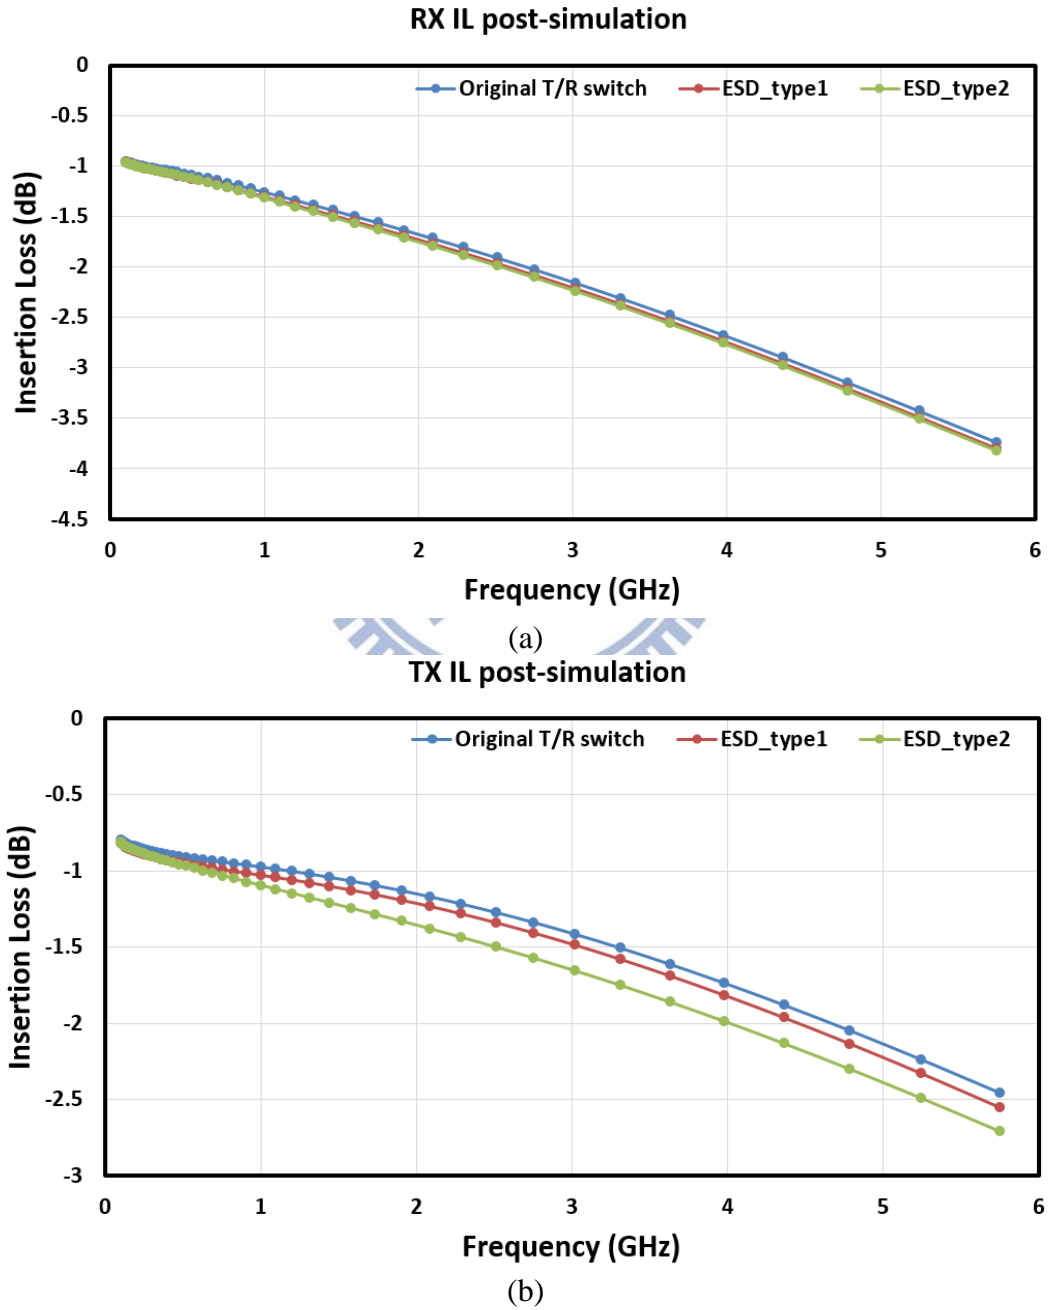 RX IL post-simulation
0
Original T/R switch ESD_type1 ESD_type2
-0.5
-1
-1.5
-2
-2.5
-3
-3.5
-4
-4.5
Insertion Loss (dB)
0 1 2 3 4 5 6
Frequency (GHz)
(a)
TX IL post-simulation
0
Original T/R switch ESD_type1 ESD_type2
-0.5
-1
-1.5
-2
-2.5
-3
Insertion Loss (dB)
0 1 2 3 4 5 6
Frequency (GHz)
(b)